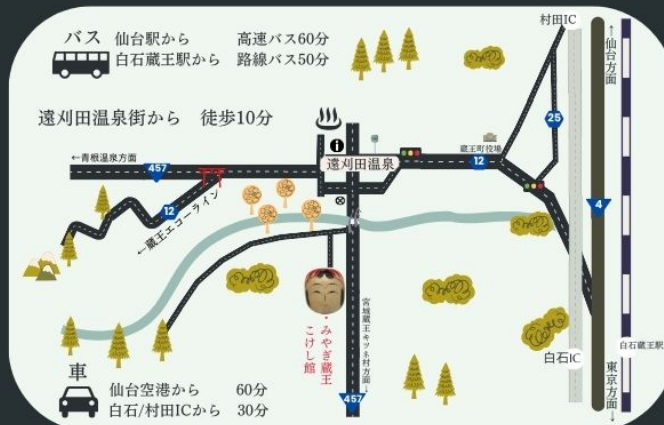 バス 仙台駅から 高速バス60分
白石蔵王駅から 路線バス50分
遠刈田温泉街から 徒歩10分
村田IC
↑仙台方面
25
蔵王町役場
i
遠刈田温泉
12
←青根温泉方面
457
12
←蔵王エコーライン
4
・みやぎ蔵王
こけし館
宮城蔵王キツネ村方面→
白石IC
白石蔵王駅
東京方面→
457
車
仙台空港から 60分
白石/村田ICから 30分